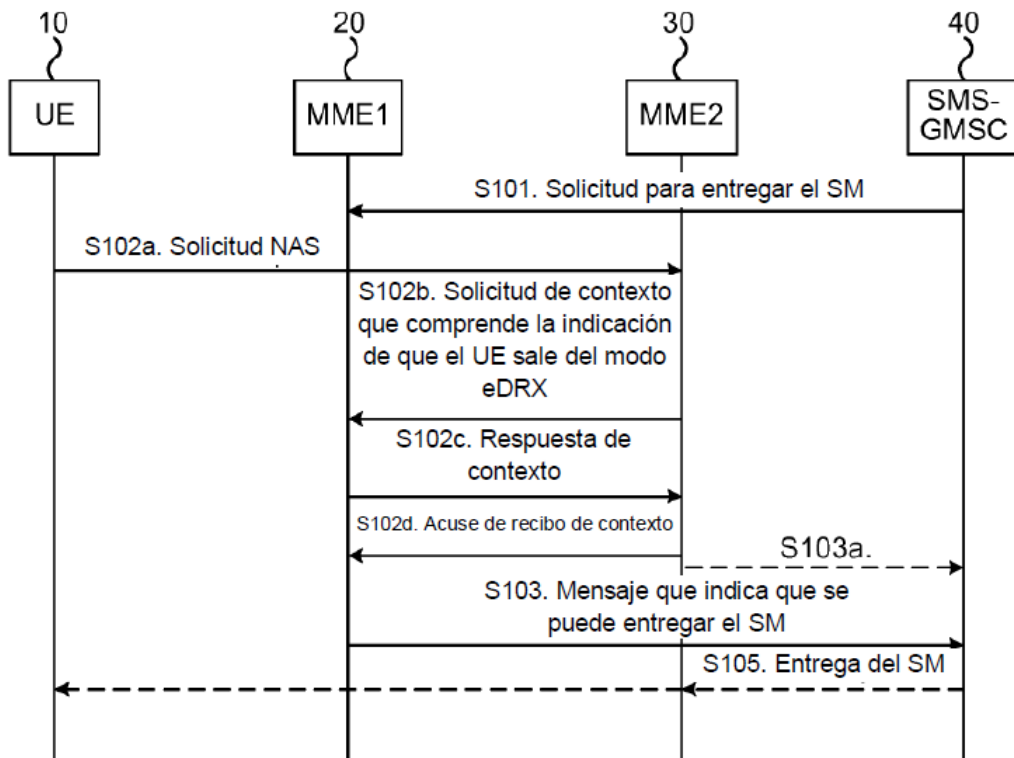 10
20
30
40
UE
MME1
MME2
SMS-
GMSC
S101. Solicitud para entregar el SM
S102a. Solicitud NAS
S102b. Solicitud de contexto
que comprende la indicación
de que el UE sale del modo
eDRX
S102c. Respuesta de
contexto
S102d. Acuse de recibo de contexto
S103a.
S103. Mensaje que indica que se
puede entregar el SM
S105. Entrega del SM